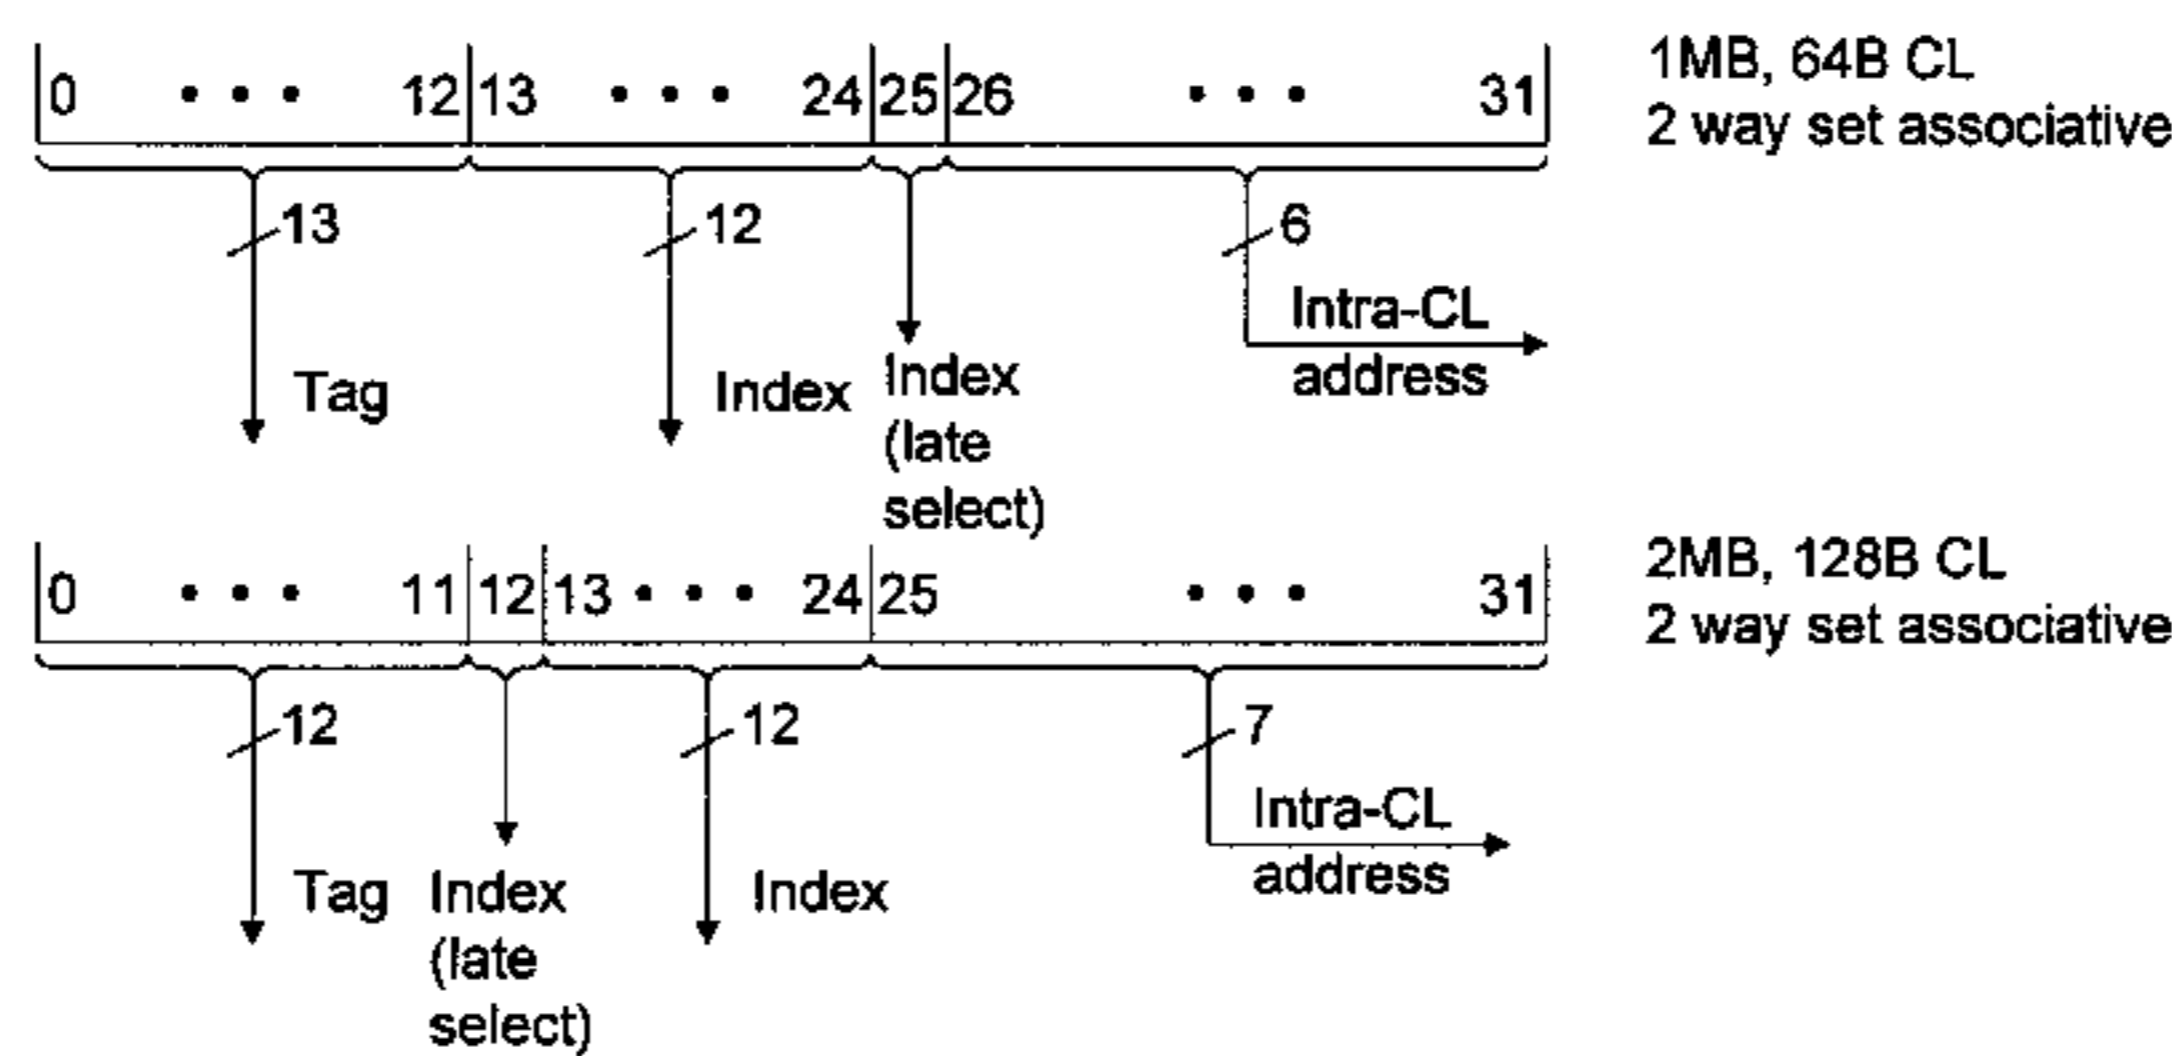 0 • • • 12 13 • • • 24 25 26 • • • 31
1MB, 64B CL
2 way set associative
13
12
6
Tag
Index
Index
(late
select)
Intra-CL
address
0 • • • 11 12 13 • • • 24 25 • • • 31
2MB, 128B CL
2 way set associative
12
12
7
Tag
Index
(late
select)
Index
Intra-CL
address